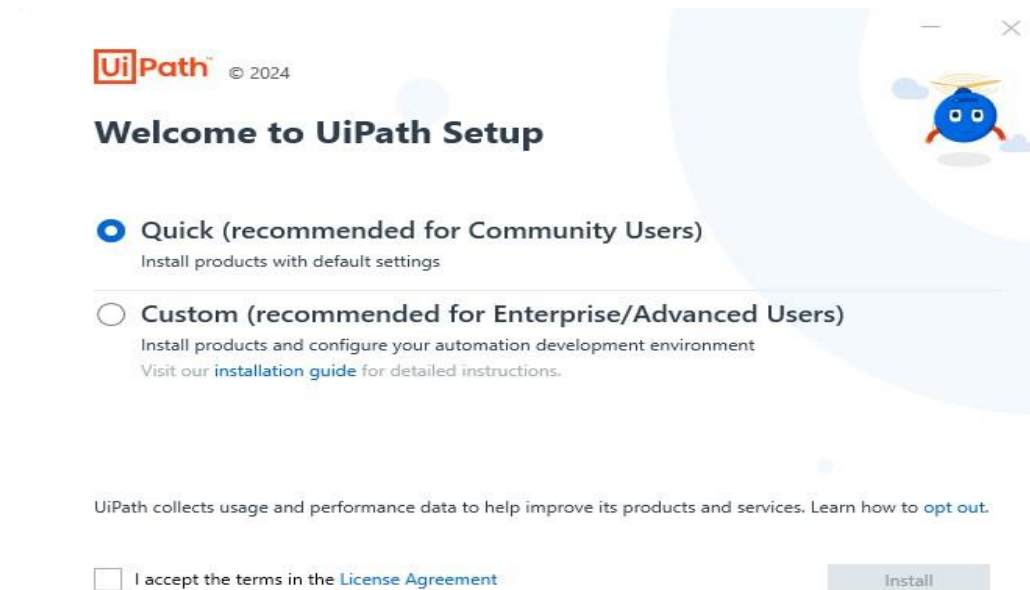 UiPath™ © 2024
Welcome to UiPath Setup
Quick (recommended for Community Users)
Install products with default settings
Custom (recommended for Enterprise/Advanced Users)
Install products and configure your automation development environment
Visit our installation guide for detailed instructions.
UiPath collects usage and performance data to help improve its products and services. Learn how to opt out.
I accept the terms in the License Agreement
Install